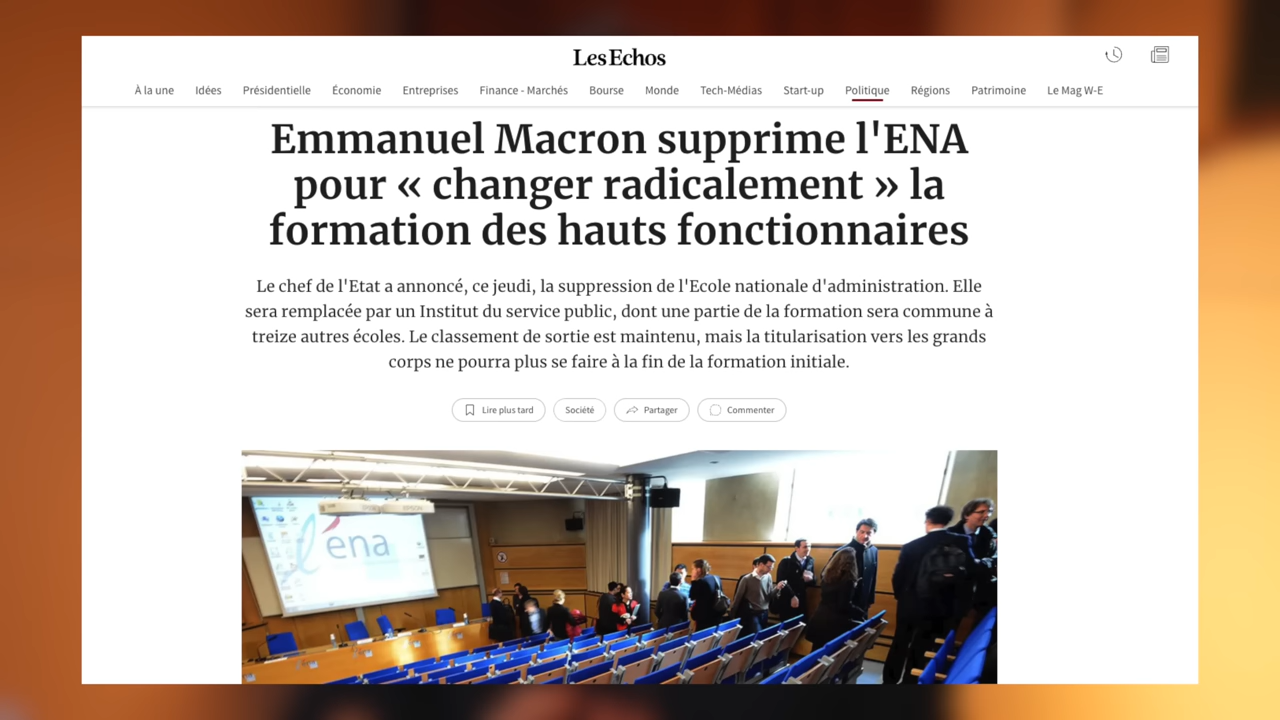 Les Echos
À la une Idées Présidentielle Économie Entreprises Finance - Marchés Bourse Monde Tech-Médias Start-up Politique Régions Patrimoine Le Mag W-E
Emmanuel Macron supprime l'ENA
pour « changer radicalement » la
formation des hauts fonctionnaires
Le chef de l'Etat a annoncé, ce jeudi, la suppression de l'Ecole nationale d'administration. Elle
sera remplacée par un Institut du service public, dont une partie de la formation sera commune à
treize autres écoles. Le classement de sortie est maintenu, mais la titularisation vers les grands
corps ne pourra plus se faire à la fin de la formation initiale.
Lire plus tard Société Partager Commenter
l'éna
EPSON